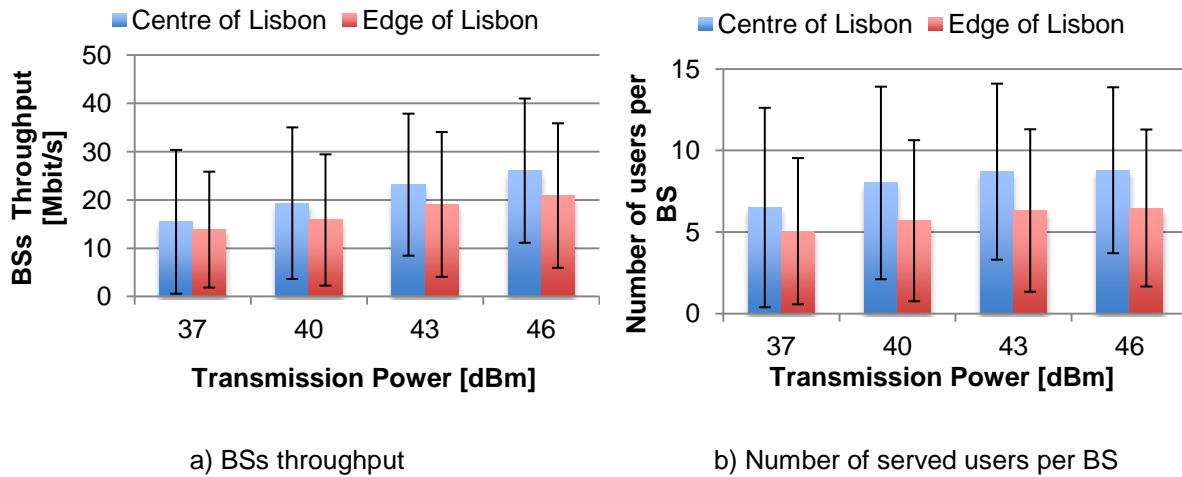 Centre of Lisbon Edge of Lisbon
50
40
30
20
10
0
BSs Throughput
[Mbit/s]
37 40 43 46
Transmission Power [dBm]
a) BSs throughput
Centre of Lisbon Edge of Lisbon
15
10
5
0
Number of users per
BS
37 40 43 46
Transmission Power [dBm]
b) Number of served users per BS